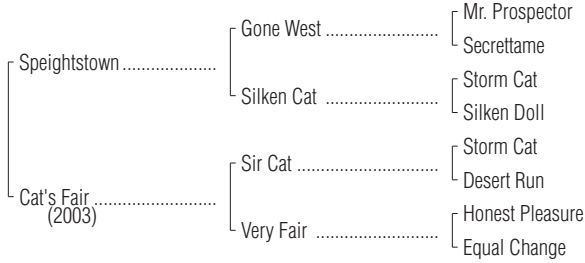 Mr. Prospector
Gone West ........................
Secrettame
Speightstown ....................
Storm Cat
Silken Cat ........................
Silken Doll
Storm Cat
Sir Cat ..............................
Desert Run
Cat's Fair ..........................
(2003)
Honest Pleasure
Very Fair ..........................
Equal Change